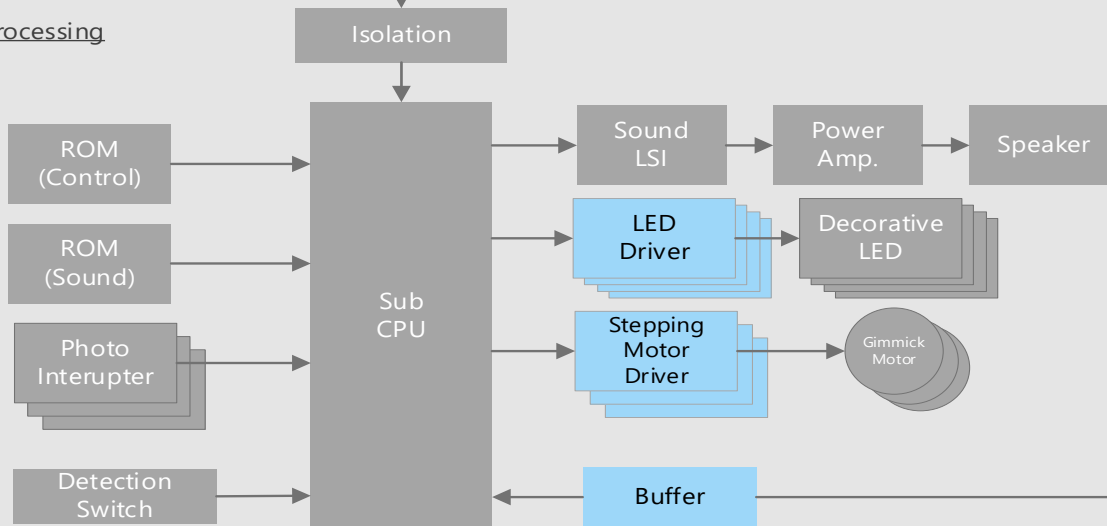 rocessing
Isolation
ROM
(Control)
Sound
LSI
Power
Amp.
Speaker
ROM
(Sound)
LED
Driver
Decorative
LED
Sub
CPU
Photo
Interupter
Stepping
Motor
Driver
Gimmick
Motor
Detection
Switch
Buffer